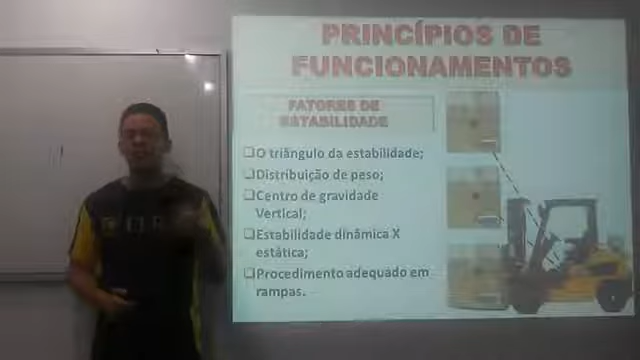 PRINCÍPIOS DE
FUNCIONAMENTOS
FATORES DE
ESTABILIDADE
O triângulo da estabilidade;
Distribuição de peso;
Centro de gravidade
Vertical;
Estabilidade dinâmica X
estática;
Procedimento adequado em
rampas.